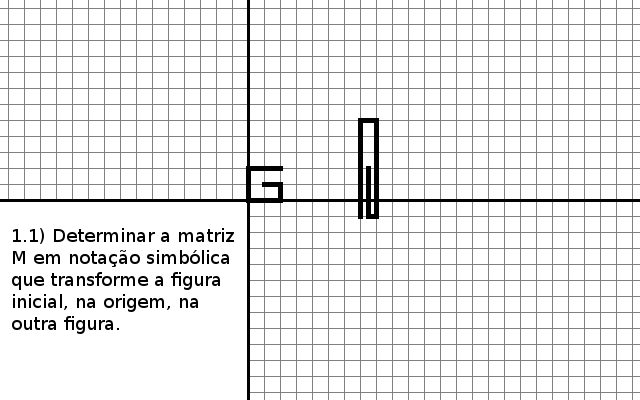 G
1.1) Determinar a matriz
M em notação simbólica
que transforme a figura
inicial, na origem, na
outra figura.